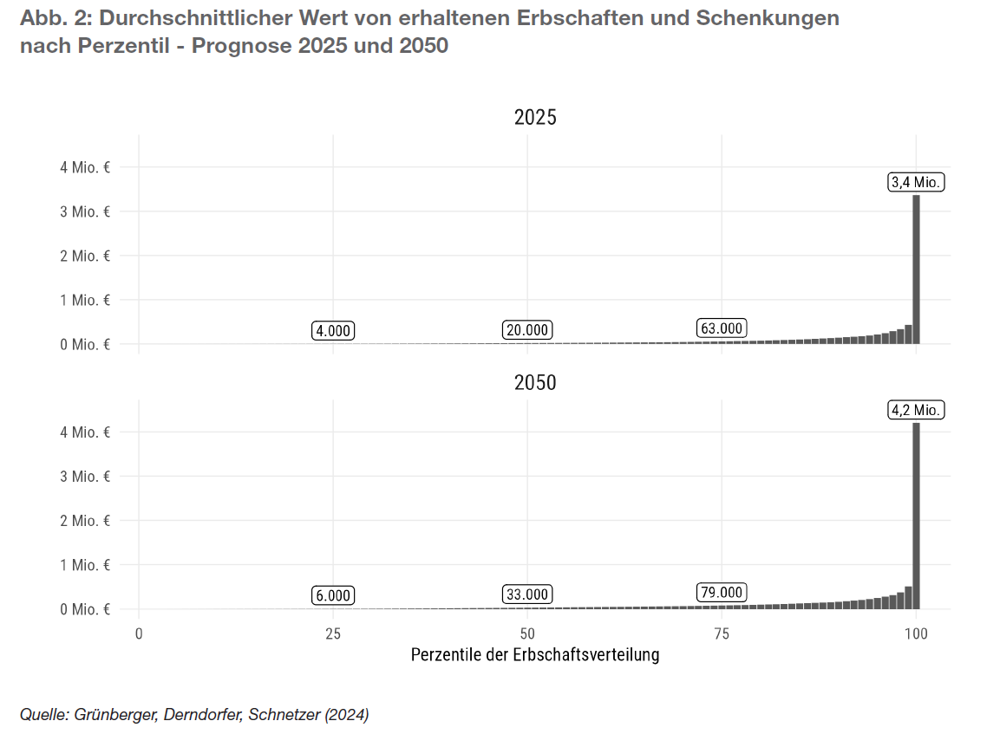 Abb. 2: Durchschnittlicher Wert von erhaltenen Erbschaften und Schenkungen
nach Perzentil - Prognose 2025 und 2050
2025
4 Mio. €
3,4 Mio.
3 Mio. €
2 Mio. €
1 Mio. €
4.000
20.000
63.000
0 Mio. €
2050
4,2 Mio.
4 Mio. €
3 Mio. €
2 Mio. €
1 Mio. €
6.000
33.000
79.000
0 Mio. €
0 25 50 75 100
Perzentile der Erbschaftsverteilung
Quelle: Grünberger, Derndorfer, Schnetzer (2024)